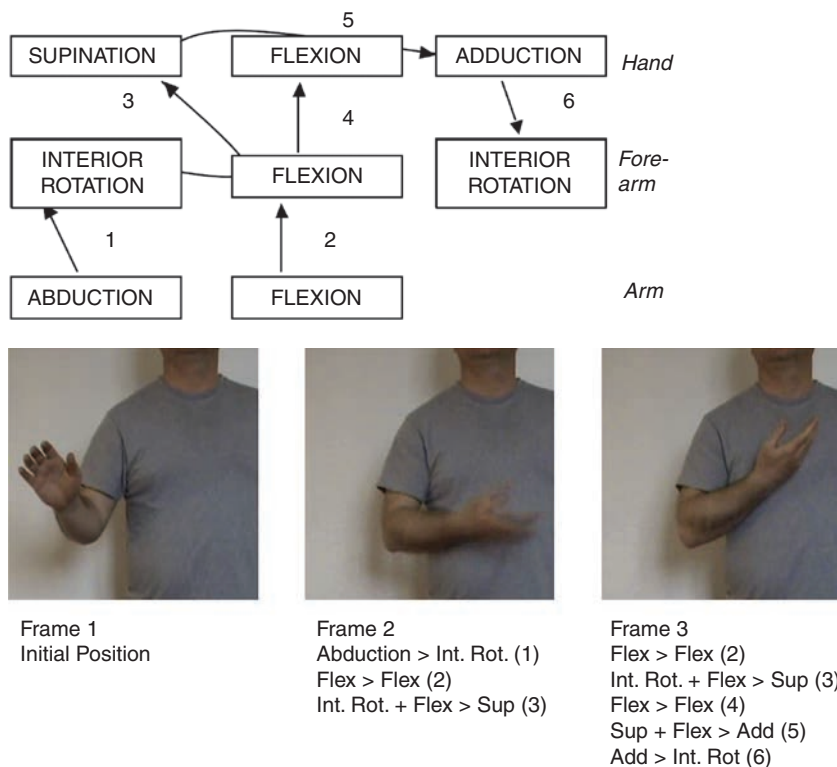 5
SUPINATION
FLEXION
ADDUCTION
Hand
3
4
6
INTERIOR
ROTATION
FLEXION
INTERIOR
ROTATION
Fore-
arm
1
2
ABDUCTION
FLEXION
Arm
Frame 1
Initial Position
Frame 2
Abduction > Int. Rot. (1)
Flex > Flex (2)
Int. Rot. + Flex > Sup (3)
Frame 3
Flex > Flex (2)
Int. Rot. + Flex > Sup (3)
Flex > Flex (4)
Sup + Flex > Add (5)
Add > Int. Rot (6)